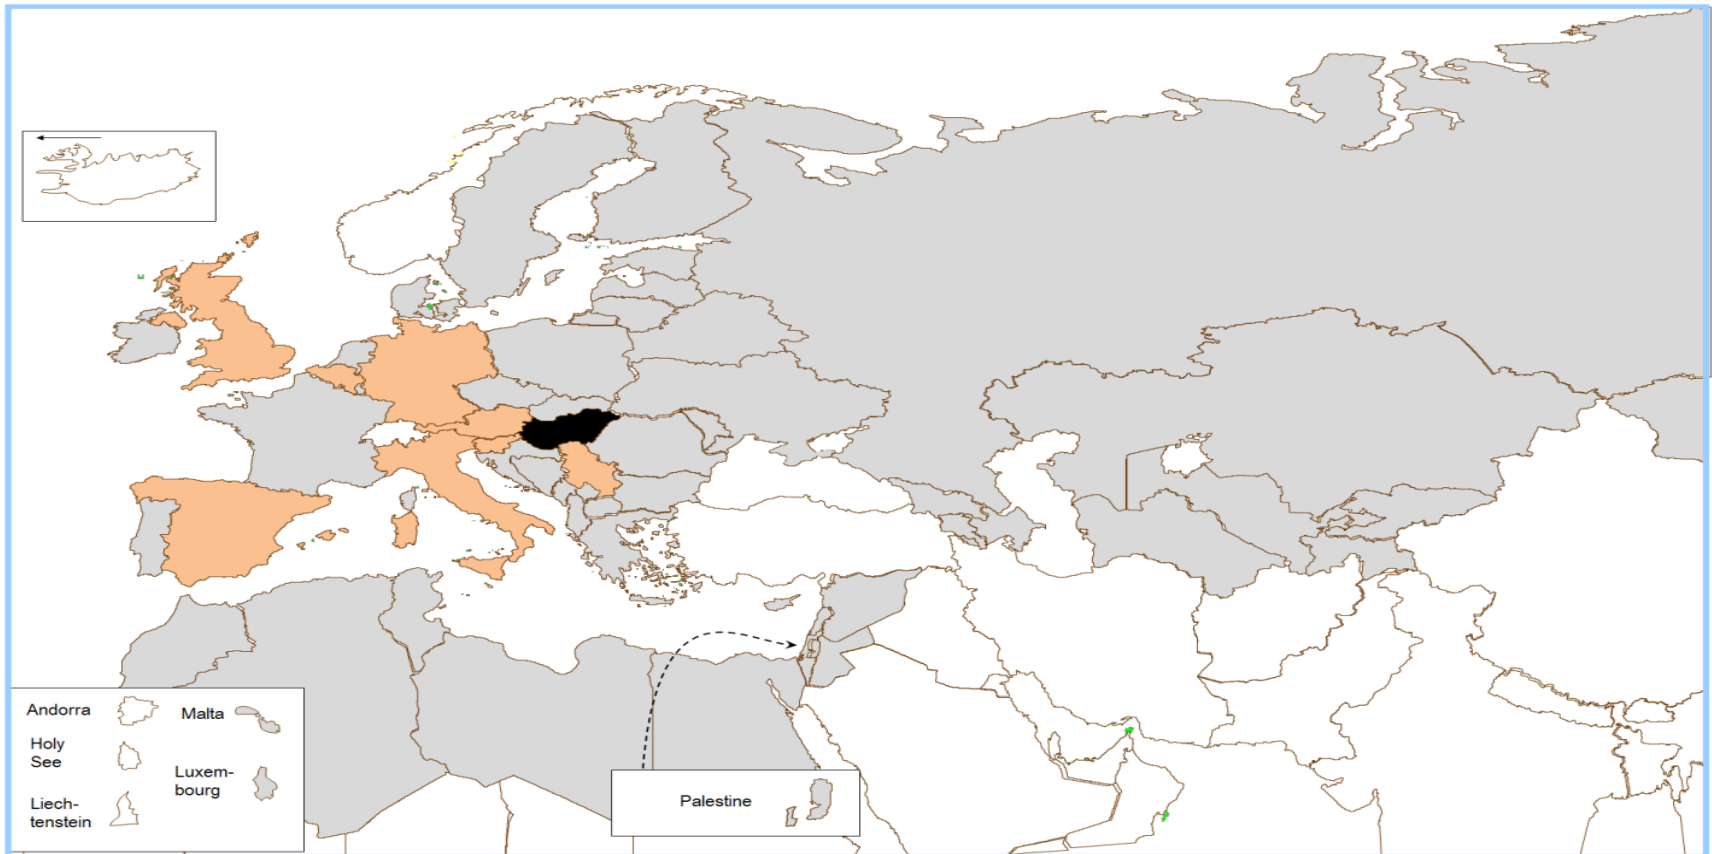 Andorra
Malta
Holy
See
Luxem-
bourg
Liech-
tenstein
Palestine